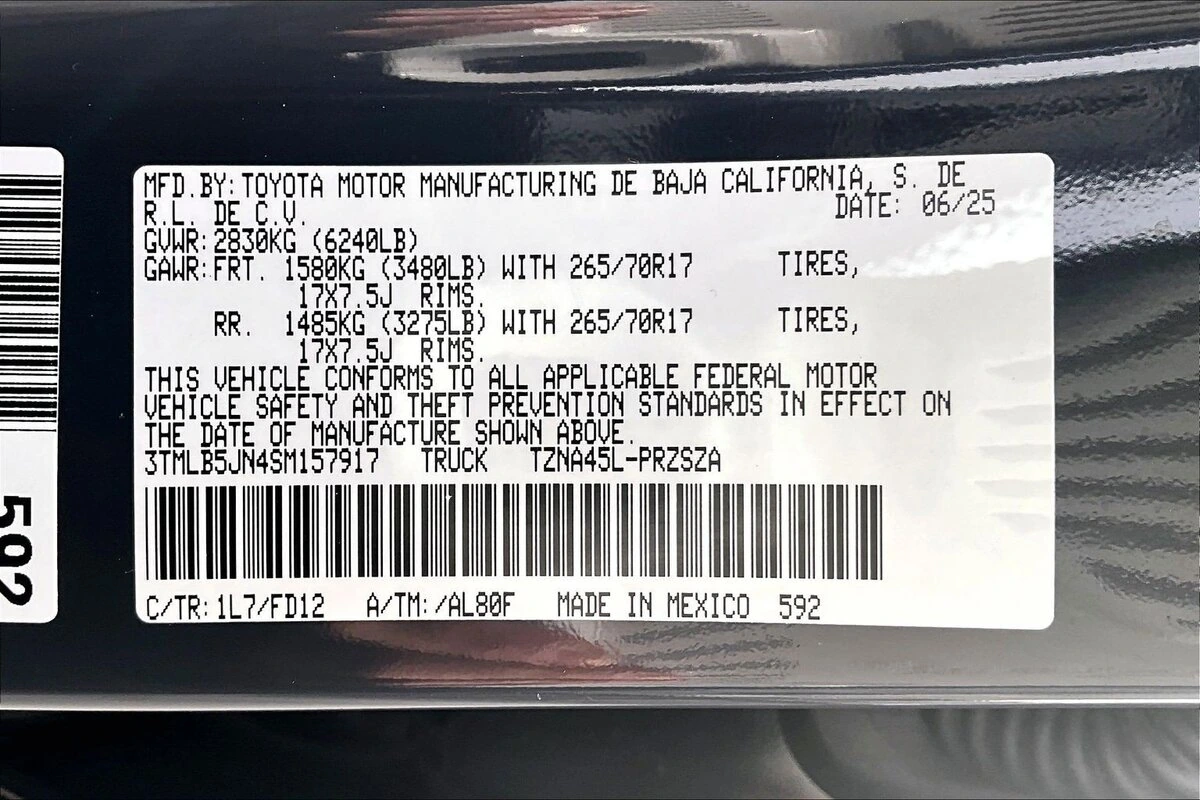 MFD.BY: TOYOTA MOTOR MANUFACTURING DE BAJA CALIFORNIA, S. DE
R.L. DE C.V. DATE: 06/25
GVWR: 2830KG (6240LB)
GAWR: FRT. 1580KG (3480LB) WITH 265/70R17 TIRES,
17X7.5J RIMS.
RR. 1485KG (3275LB) WITH 265/70R17 TIRES,
17X7.5J RIMS.
THIS VEHICLE CONFORMS TO ALL APPLICABLE FEDERAL MOTOR
VEHICLE SAFETY AND THEFT PREVENTION STANDARDS IN EFFECT ON
THE DATE OF MANUFACTURE SHOWN ABOVE.
3TMLB5JN4SM157917 TRUCK TZNA45L-PRZSZA
C/TR: 1L7/FD12 A/TM: /AL80F MADE IN MEXICO 592
592